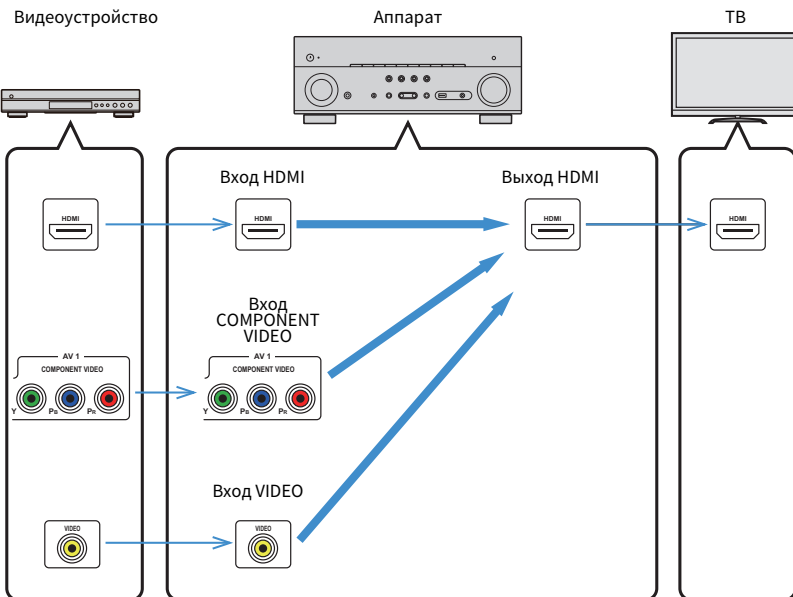 Видеоустройство
Аппарат
ТВ
Вход HDMI
Выход HDMI
HDMI
HDMI
HDMI
HDMI
Вход
COMPONENT
VIDEO
AV 1
COMPONENT VIDEO
Y PB PR
AV 1
COMPONENT VIDEO
Y PB PR
Вход VIDEO
VIDEO
VIDEO